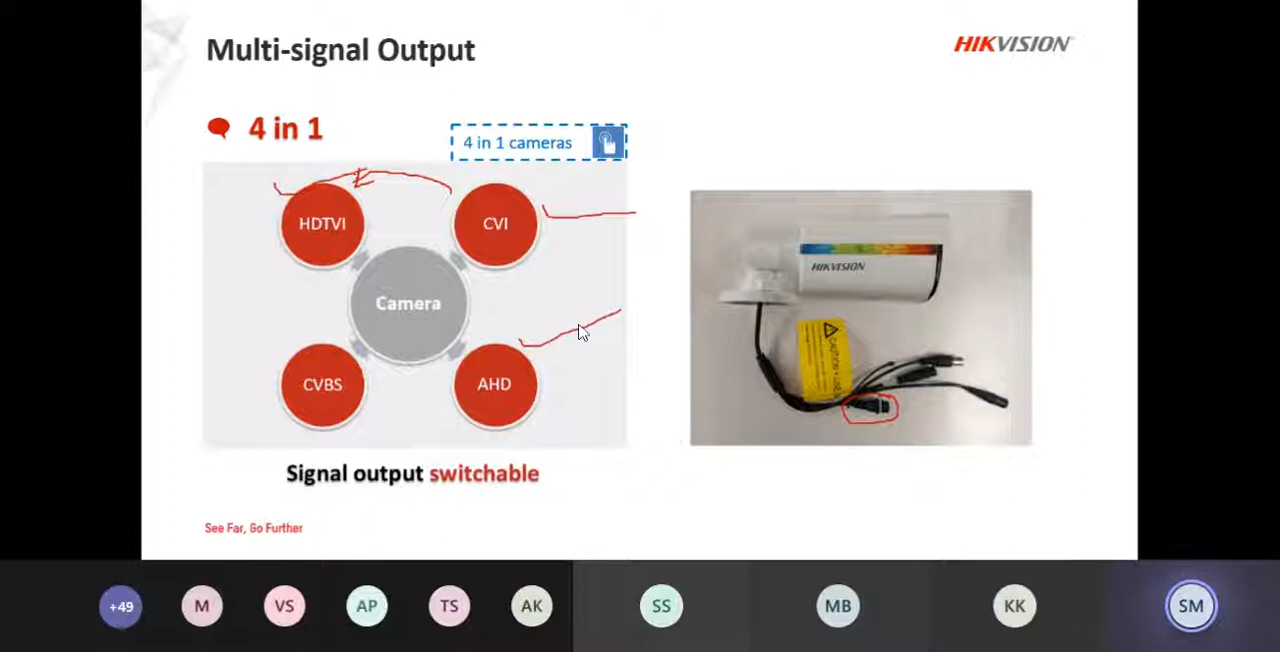 Multi-signal Output
HIKVISION
4 in 1
4 in 1 cameras
HDTVI
CVI
Camera
CVBS
AHD
HIKVISION
CAUTION
Signal output switchable
See Far, Go Further
+49
M
VS
AP
TS
AK
SS
MB
KK
SM